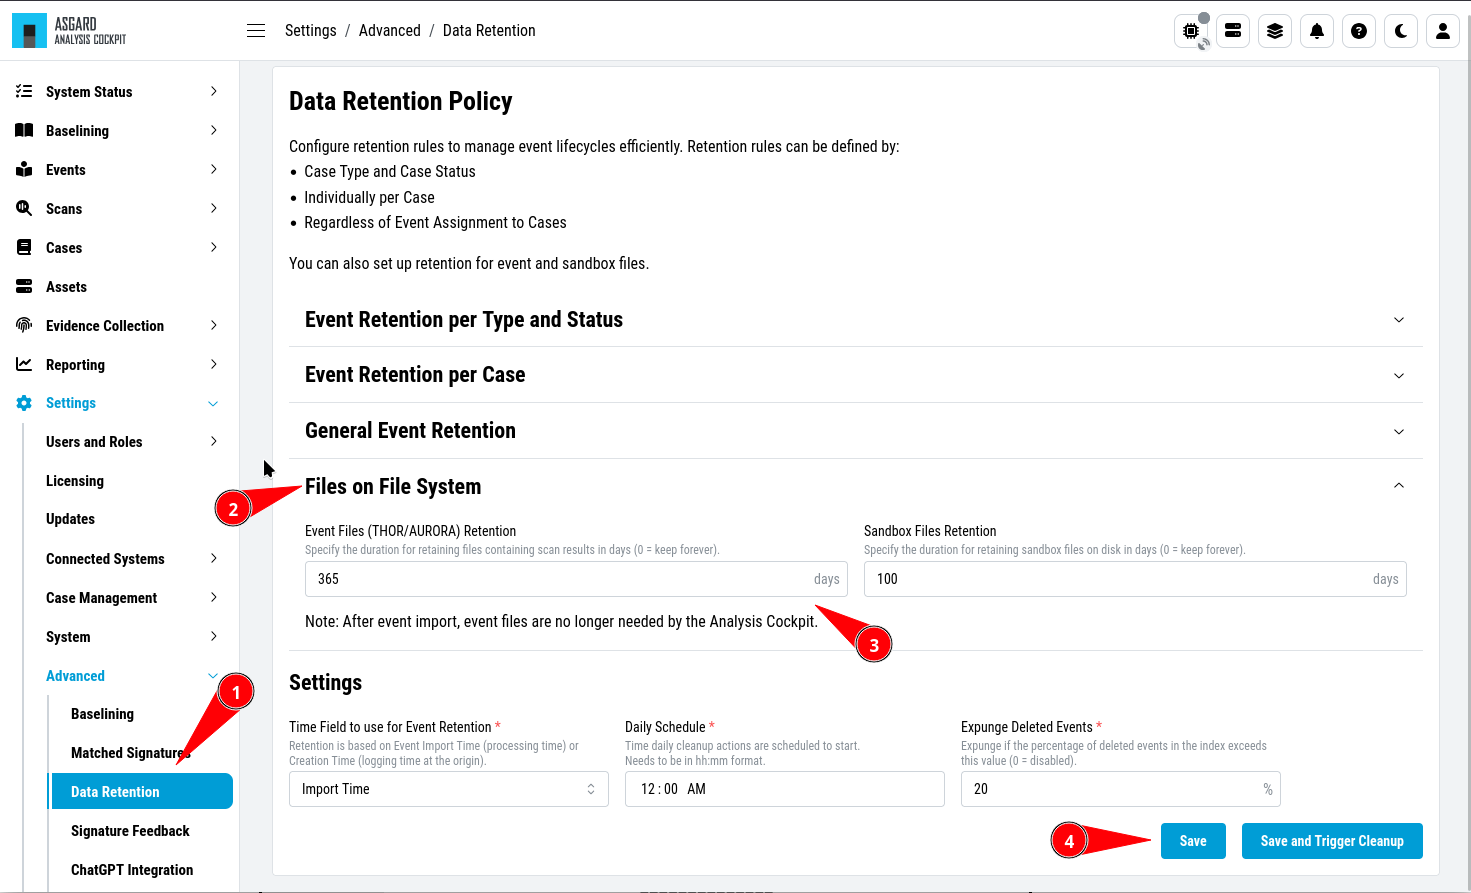 ASGARD
ANALYSIS COCKPIT
Settings / Advanced / Data Retention
System Status
Baselining
Events
Scans
Cases
Assets
Evidence Collection
Reporting
Settings
Users and Roles
Licensing
Updates
Connected Systems
Case Management
System
Advanced
1
Baselining
Matched Signatures
Data Retention
Signature Feedback
ChatGPT Integration
Data Retention Policy
Configure retention rules to manage event lifecycles efficiently. Retention rules can be defined by:
• Case Type and Case Status
• Individually per Case
• Regardless of Event Assignment to Cases
You can also set up retention for event and sandbox files.
Event Retention per Type and Status
Event Retention per Case
General Event Retention
2
Files on File System
Event Files (THOR/AURORA) Retention
Specify the duration for retaining files containing scan results in days (0 = keep forever).
365 days
Sandbox Files Retention
Specify the duration for retaining sandbox files on disk in days (0 = keep forever).
100 days
Note: After event import, event files are no longer needed by the Analysis Cockpit.
3
Settings
Time Field to use for Event Retention *
Retention is based on Event Import Time (processing time) or
Creation Time (logging time at the origin).
Import Time
Daily Schedule *
Time daily cleanup actions are scheduled to start.
Needs to be in hh:mm format.
12 : 00 AM
Expunge Deleted Events *
Expunge if the percentage of deleted events in the index exceeds
this value (0 = disabled).
20 %
4
Save
Save and Trigger Cleanup